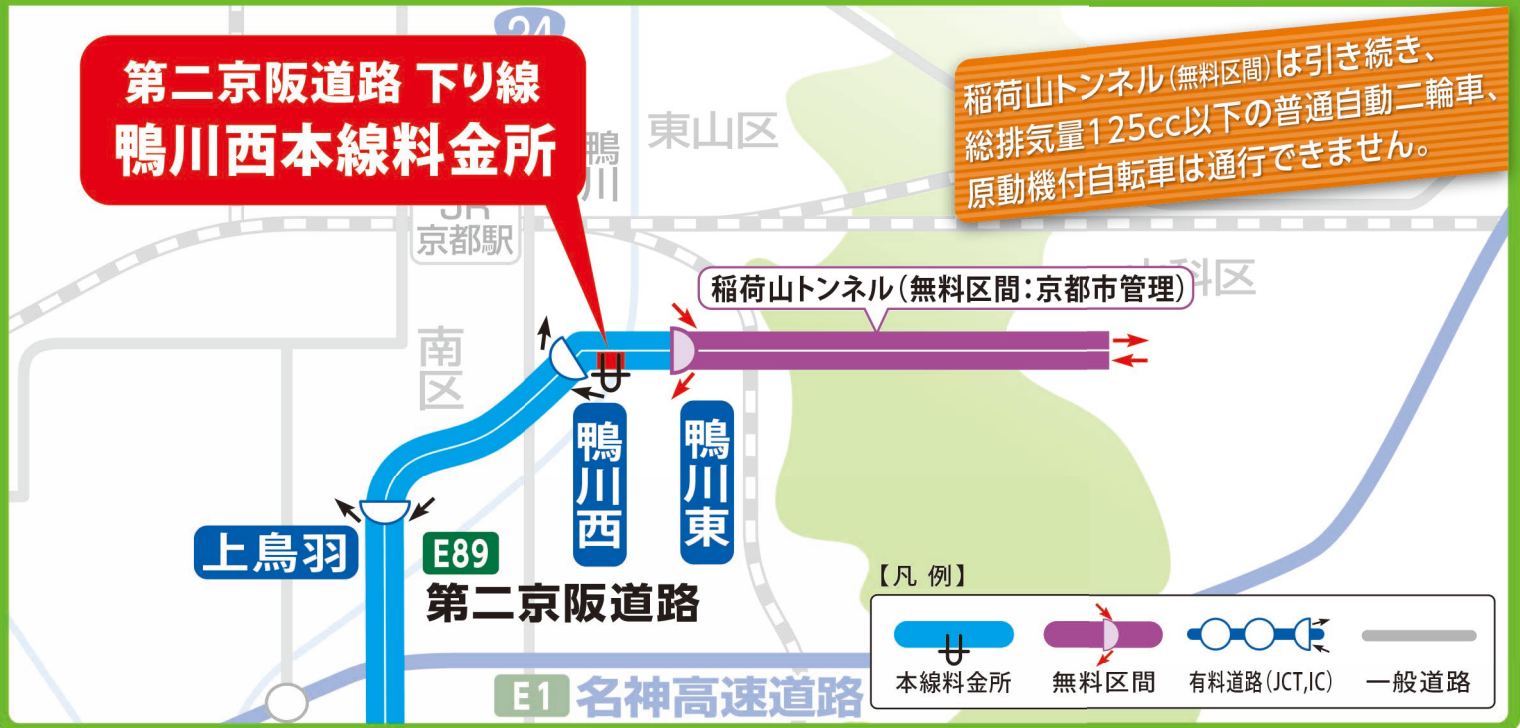 24
第二京阪道路 下り線
鴨川西本線料金所
稲荷山トンネル(無料区間)は引き続き、
総排気量125cc以下の普通自動二輪車、
原動機付自転車は通行できません。
東山区
鴨川
JR
京都駅
科区
稲荷山トンネル(無料区間:京都市管理)
南区
鴨川西
鴨川東
上鳥羽
E89
第二京阪道路
E1 名神高速道路
【凡 例】
本線料金所
無料区間
有料道路(JCT,IC)
一般道路